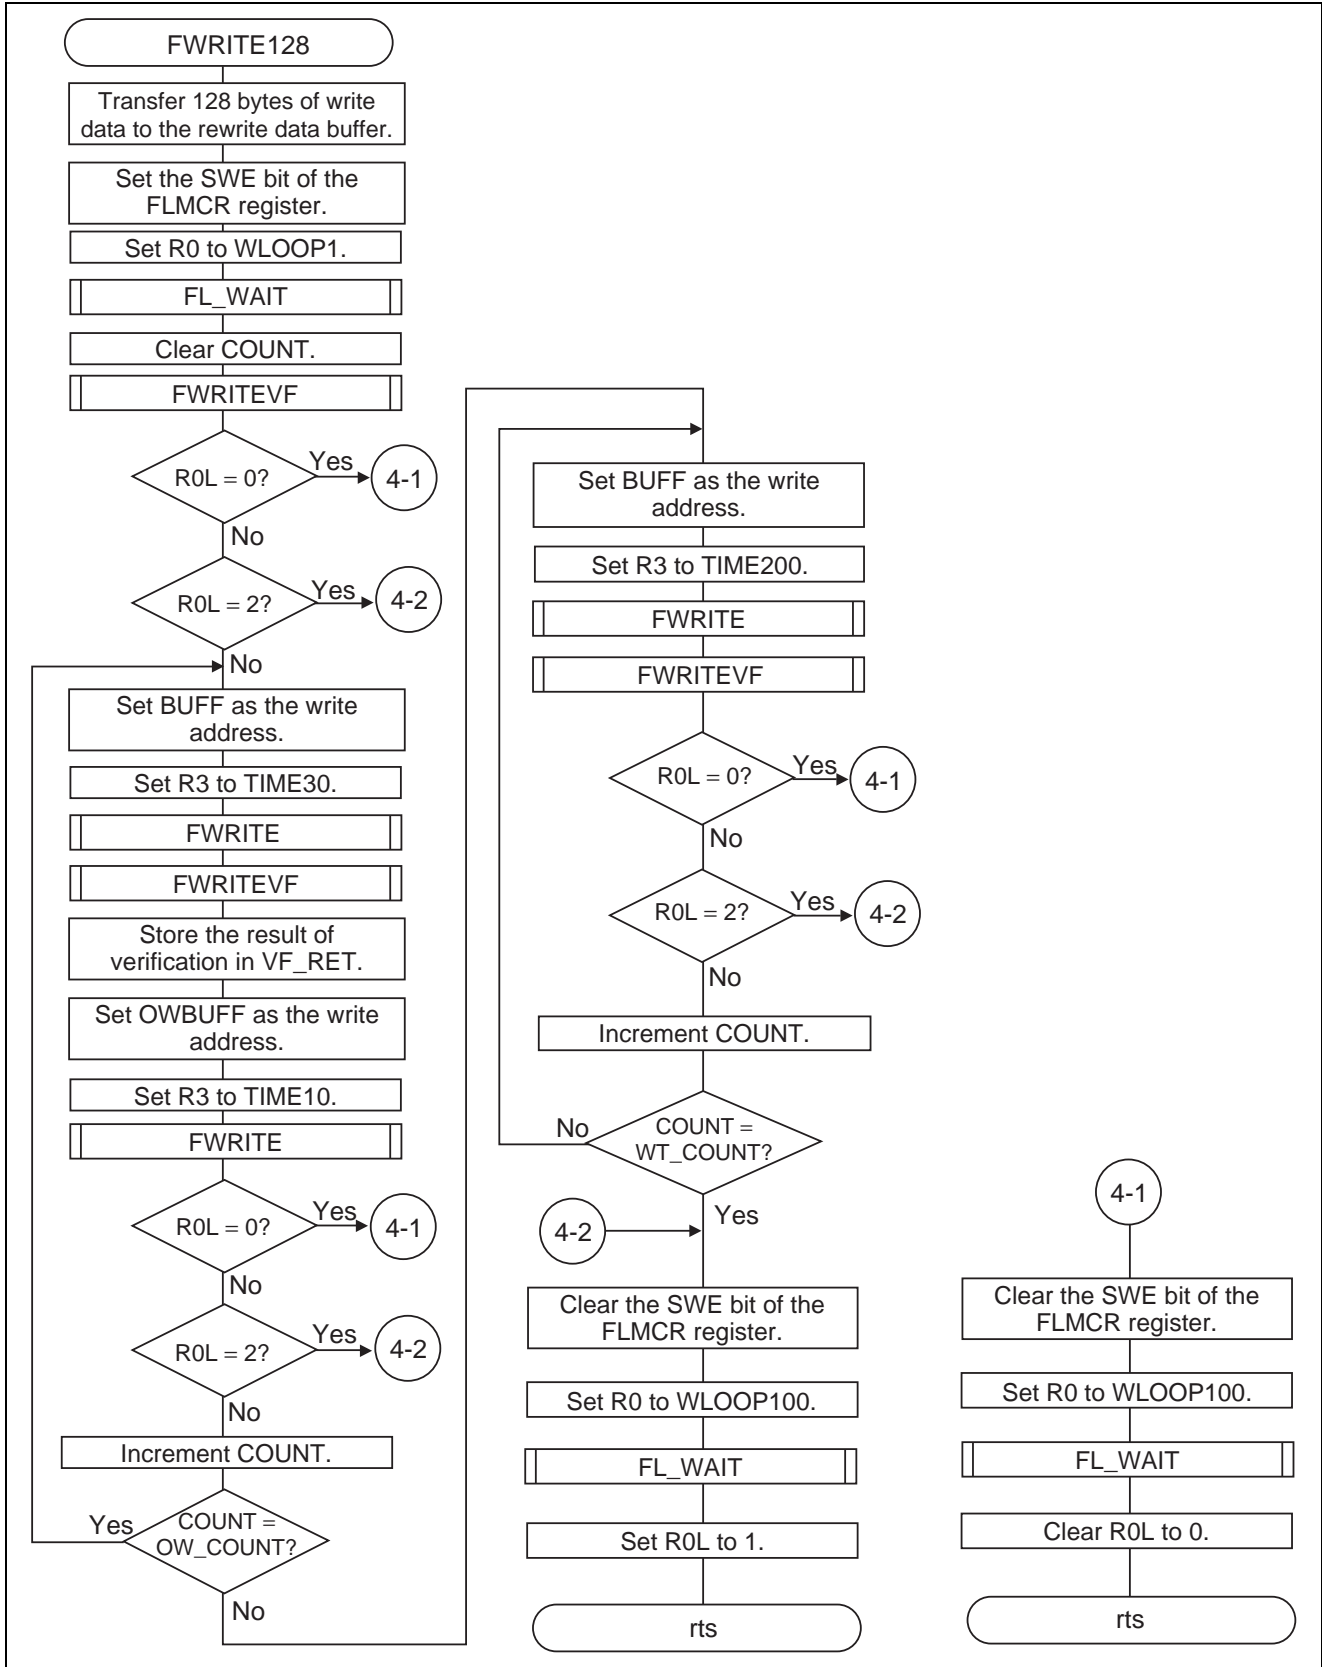 FWRITE128
Transfer 128 bytes of write
data to the rewrite data buffer.
Set the SWE bit of the
FLMCR register.
Set R0 to WLOOP1.
FL_WAIT
Clear COUNT.
FWRITEVF
R0L = 0?
Yes
4-1
No
R0L = 2?
Yes
4-2
No
Set BUFF as the write
address.
Set R3 to TIME30.
FWRITE
FWRITEVF
Store the result of
verification in VF_RET.
Set OWBUFF as the write
address.
Set R3 to TIME10.
FWRITE
R0L = 0?
Yes
4-1
No
R0L = 2?
Yes
4-2
No
Increment COUNT.
Yes
COUNT =
OW_COUNT?
No
Set BUFF as the write
address.
Set R3 to TIME200.
FWRITE
FWRITEVF
R0L = 0?
Yes
4-1
No
R0L = 2?
Yes
4-2
No
Increment COUNT.
No
COUNT =
WT_COUNT?
Yes
4-2
Clear the SWE bit of the
FLMCR register.
Set R0 to WLOOP100.
FL_WAIT
Set R0L to 1.
rts
4-1
Clear the SWE bit of the
FLMCR register.
Set R0 to WLOOP100.
FL_WAIT
Clear R0L to 0.
rts